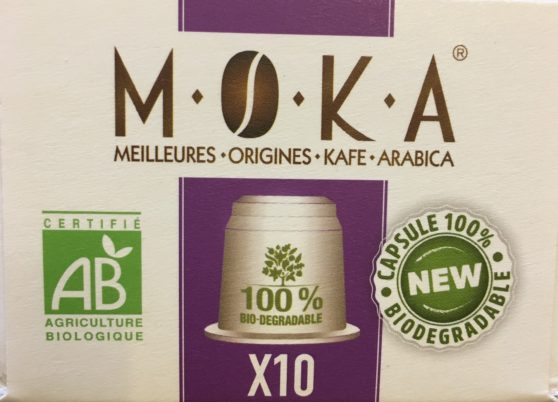 M·O·K·A®
MEILLEURES·ORIGINES·KAFE·ARABICA
CERTIFIÉ
AB
AGRICULTURE
BIOLOGIQUE
100 %
BIO-DEGRADABLE
X10
CAPSULE 100%
NEW
BIODEGRADABLE